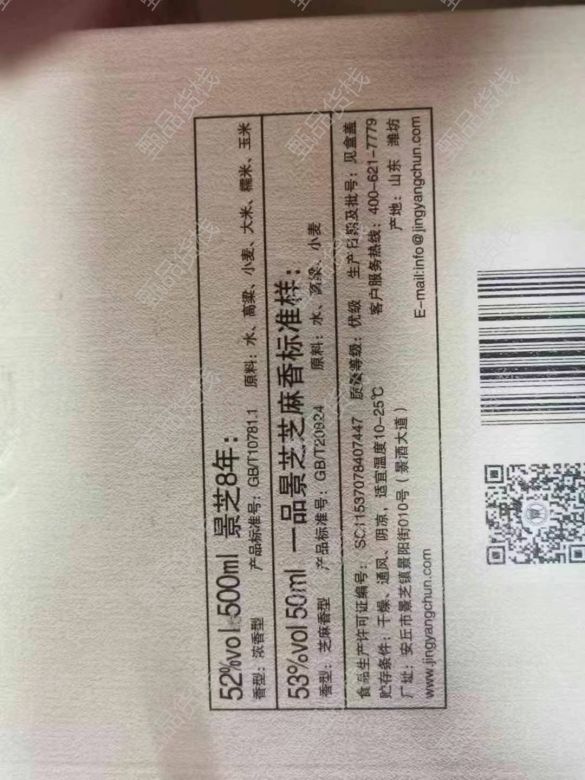 52%vol 500ml 景芝8年：
香型：浓香型 产品标准号：GB/T10781.1 原料：水、高粱、小麦、大米、糯米、玉米
53%vol 50ml 一品景芝芝麻香标准样：
香型：芝麻香型 产品标准号：GB/T20824 原料：水、高粱、小麦
食品生产许可证编号：SC11537078407447 质量等级：优级 生产日期及批号：见盒盖
贮存条件：干燥、通风、阴凉，适宜温度10-25℃ 客户服务热线：400-621-7779
厂址：安丘市景芝镇景阳街010号（景酒大道） 产地：山东 潍坊
www.jingyangchun.com E-mail:info@jingyangchun.com
甄品货栈